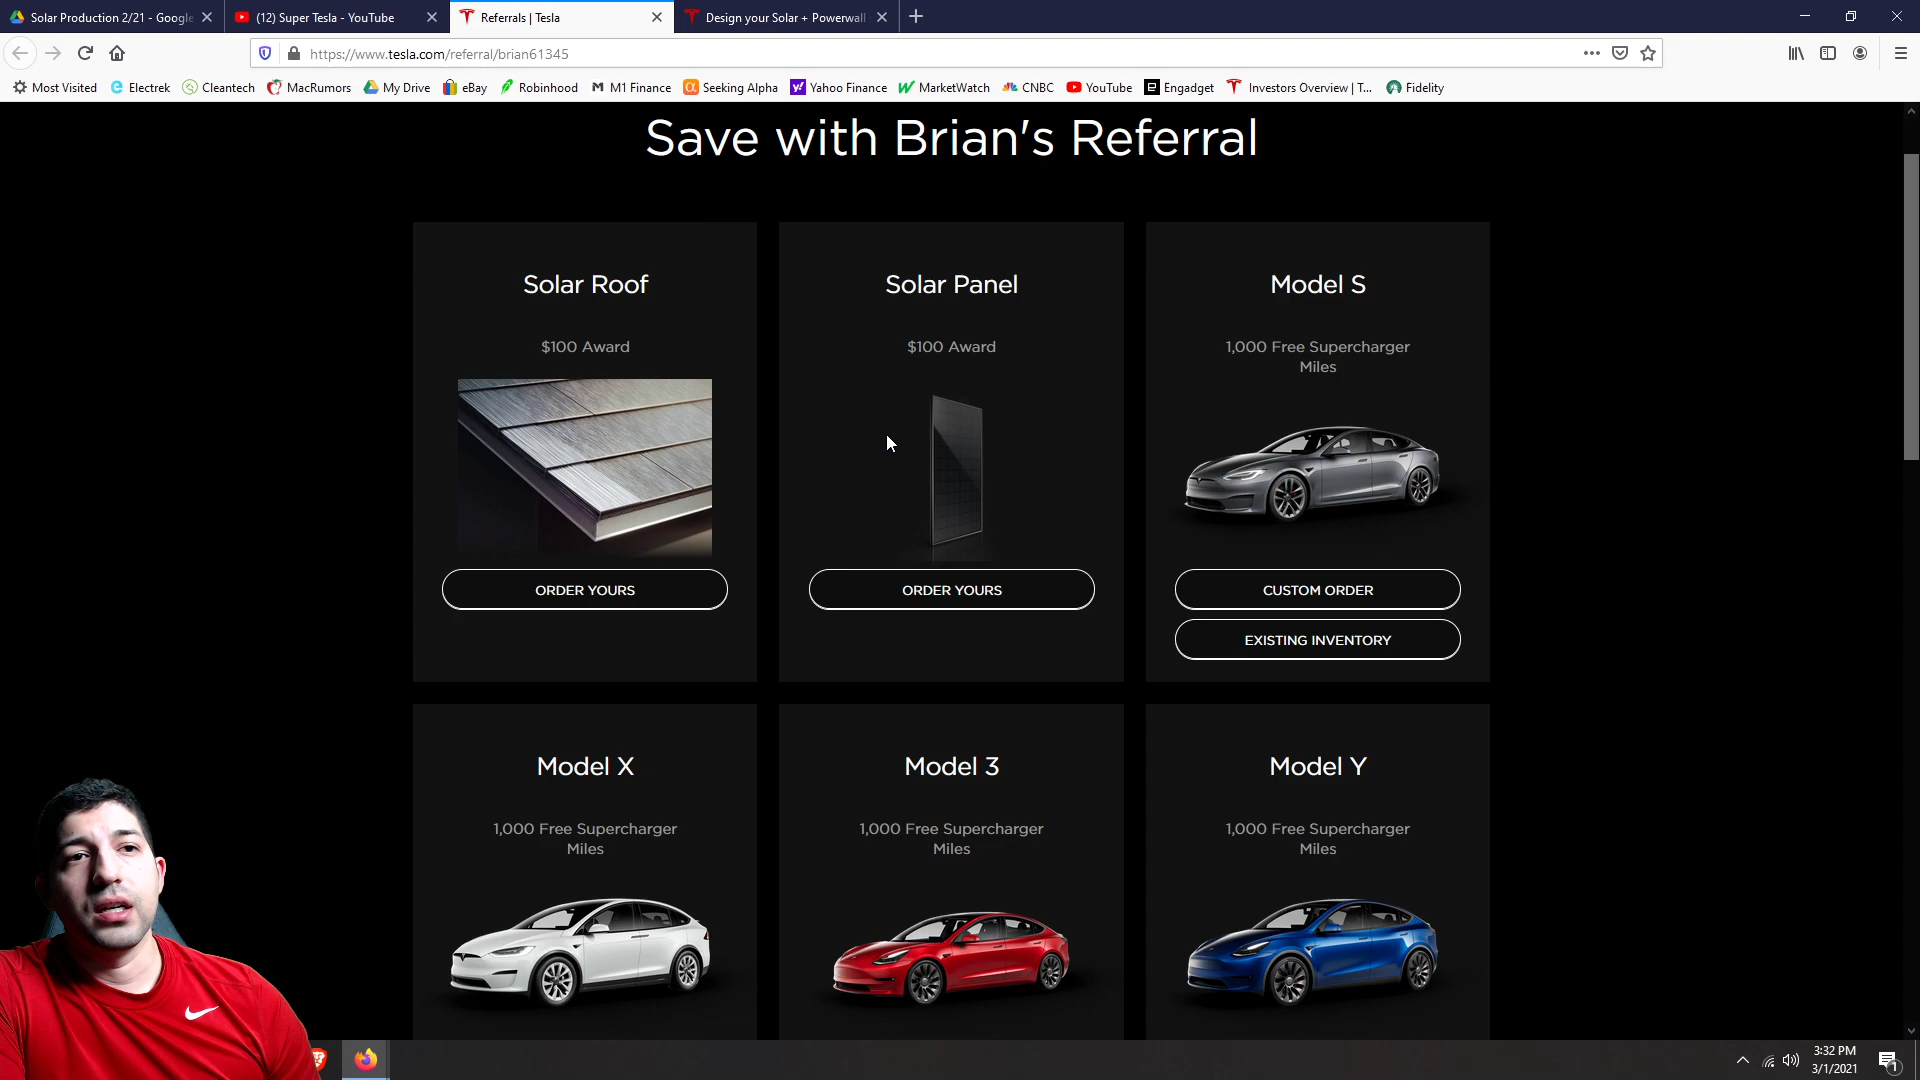 Solar Production 2/21 - Google
(12) Super Tesla - YouTube
Referrals | Tesla
Design your Solar + Powerwall
https://www.tesla.com/referral/brian61345
Most Visited
Electrek
Cleantech
MacRumors
My Drive
eBay
Robinhood
M1 Finance
Seeking Alpha
Yahoo Finance
MarketWatch
CNBC
YouTube
Engadget
Investors Overview | T...
Fidelity
Save with Brian's Referral
Solar Roof
$100 Award
ORDER YOURS
Solar Panel
$100 Award
ORDER YOURS
Model S
1,000 Free Supercharger
Miles
CUSTOM ORDER
EXISTING INVENTORY
Model X
1,000 Free Supercharger
Miles
Model 3
1,000 Free Supercharger
Miles
Model Y
1,000 Free Supercharger
Miles
3:32 PM
3/1/2021
1